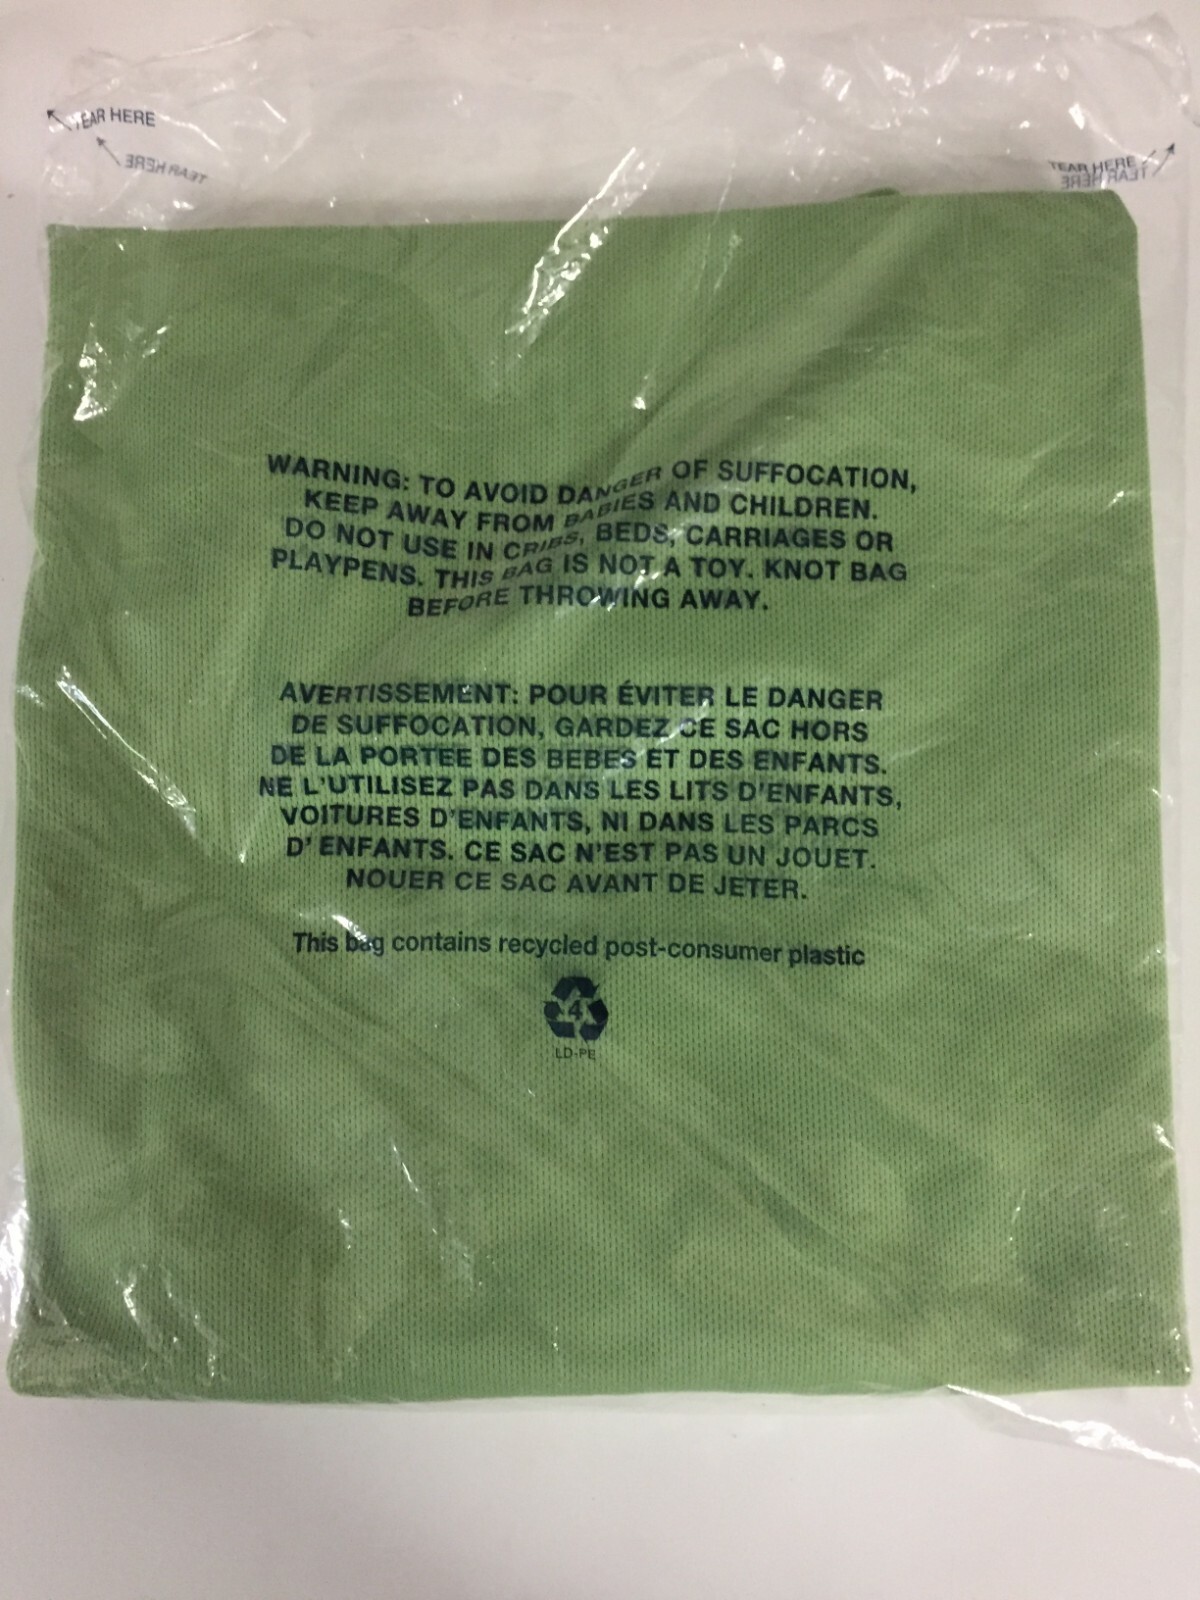 TEAR HERE
TEAR HERE
TEAR HERE
TEAR HERE
WARNING: TO AVOID DANGER OF SUFFOCATION,
KEEP AWAY FROM BABIES AND CHILDREN.
DO NOT USE IN CRIBS, BEDS, CARRIAGES OR
PLAYPENS. THIS BAG IS NOT A TOY. KNOT BAG
BEFORE THROWING AWAY.
AVERTISSEMENT: POUR ÉVITER LE DANGER
DE SUFFOCATION, GARDEZ CE SAC HORS
DE LA PORTEE DES BEBES ET DES ENFANTS.
NE L'UTILISEZ PAS DANS LES LITS D'ENFANTS,
VOITURES D'ENFANTS, NI DANS LES PARCS
D' ENFANTS. CE SAC N'EST PAS UN JOUET.
NOUER CE SAC AVANT DE JETER.
This bag contains recycled post-consumer plastic
4
LD-PE